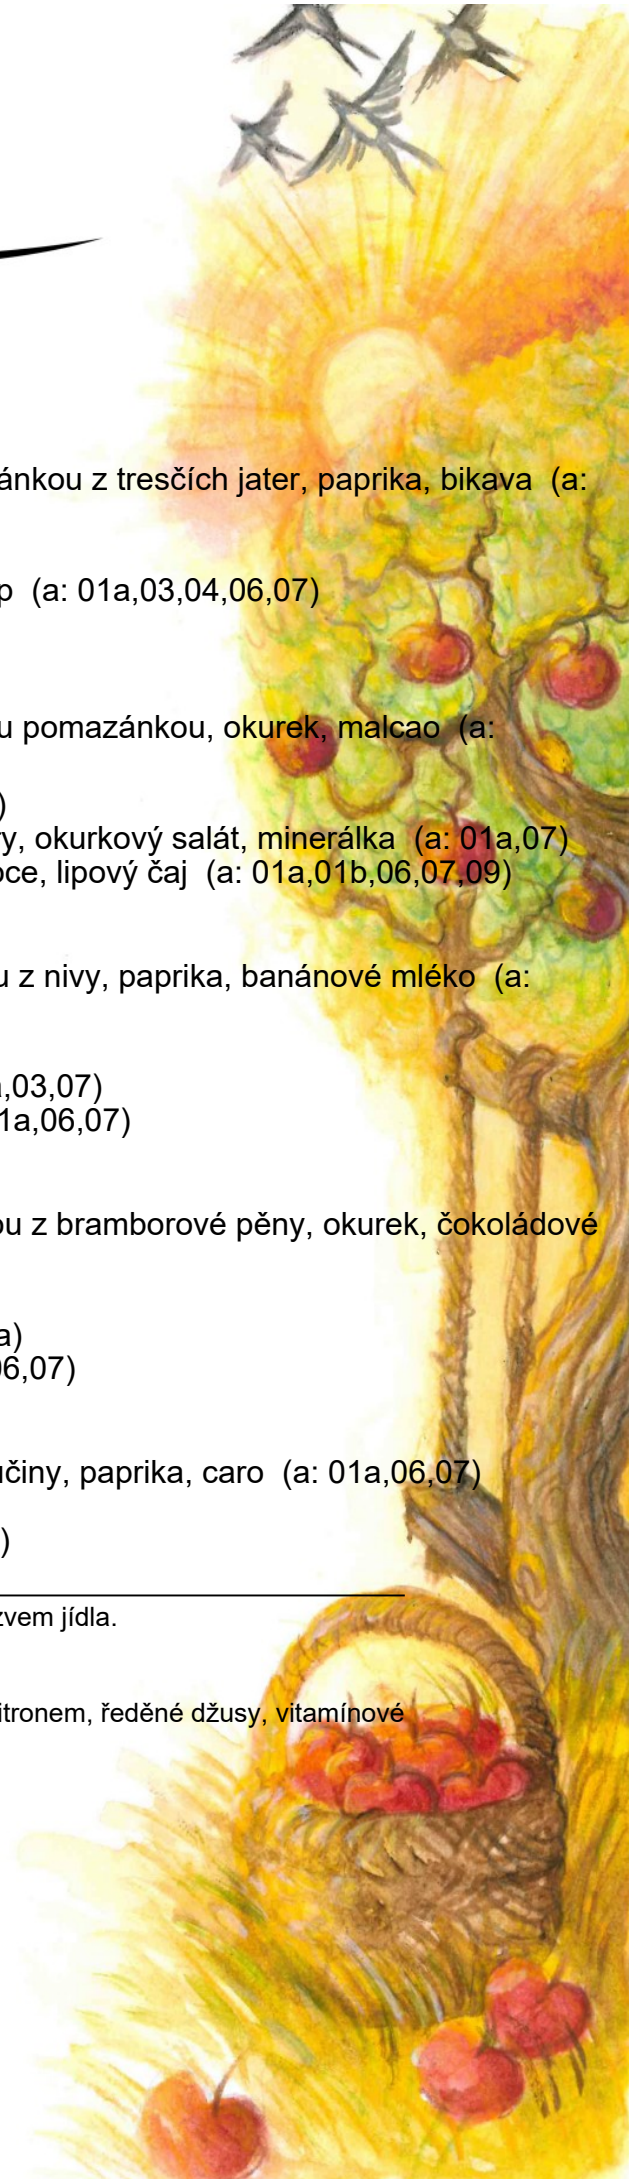 ánkou z tresčích jater, paprika, bikava (a:
p (a: 01a,03,04,06,07)
u pomazánkou, okurek, malcao (a:
)
ry, okurkový salát, minerálka (a: 01a,07)
oce, lipový čaj (a: 01a,01b,06,07,09)
u z nivy, paprika, banánové mléko (a:
a,03,07)
1a,06,07)
ou z bramborové pěny, okurek, čokoládové
a)
06,07)
učiny, paprika, caro (a: 01a,06,07)
)
zvem jídla.
itronem, ředěné džusy, vitamínové